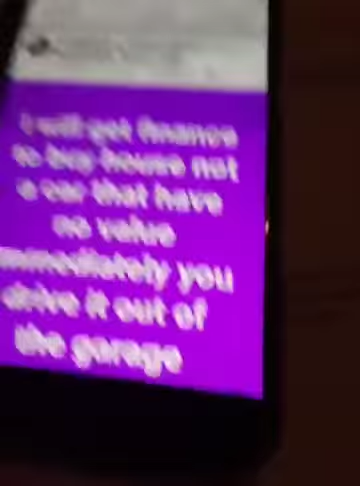 I will get finance
to buy house not
a car that have
no value
immediately you
drive it out of
the garage